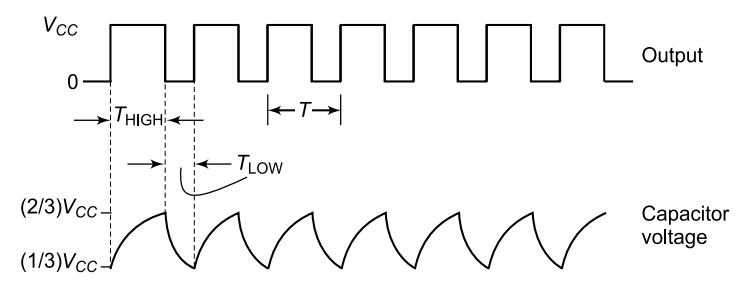 V_CC
Output
0
T_HIGH
T
T_LOW
(2/3)V_CC
Capacitor
voltage
(1/3)V_CC